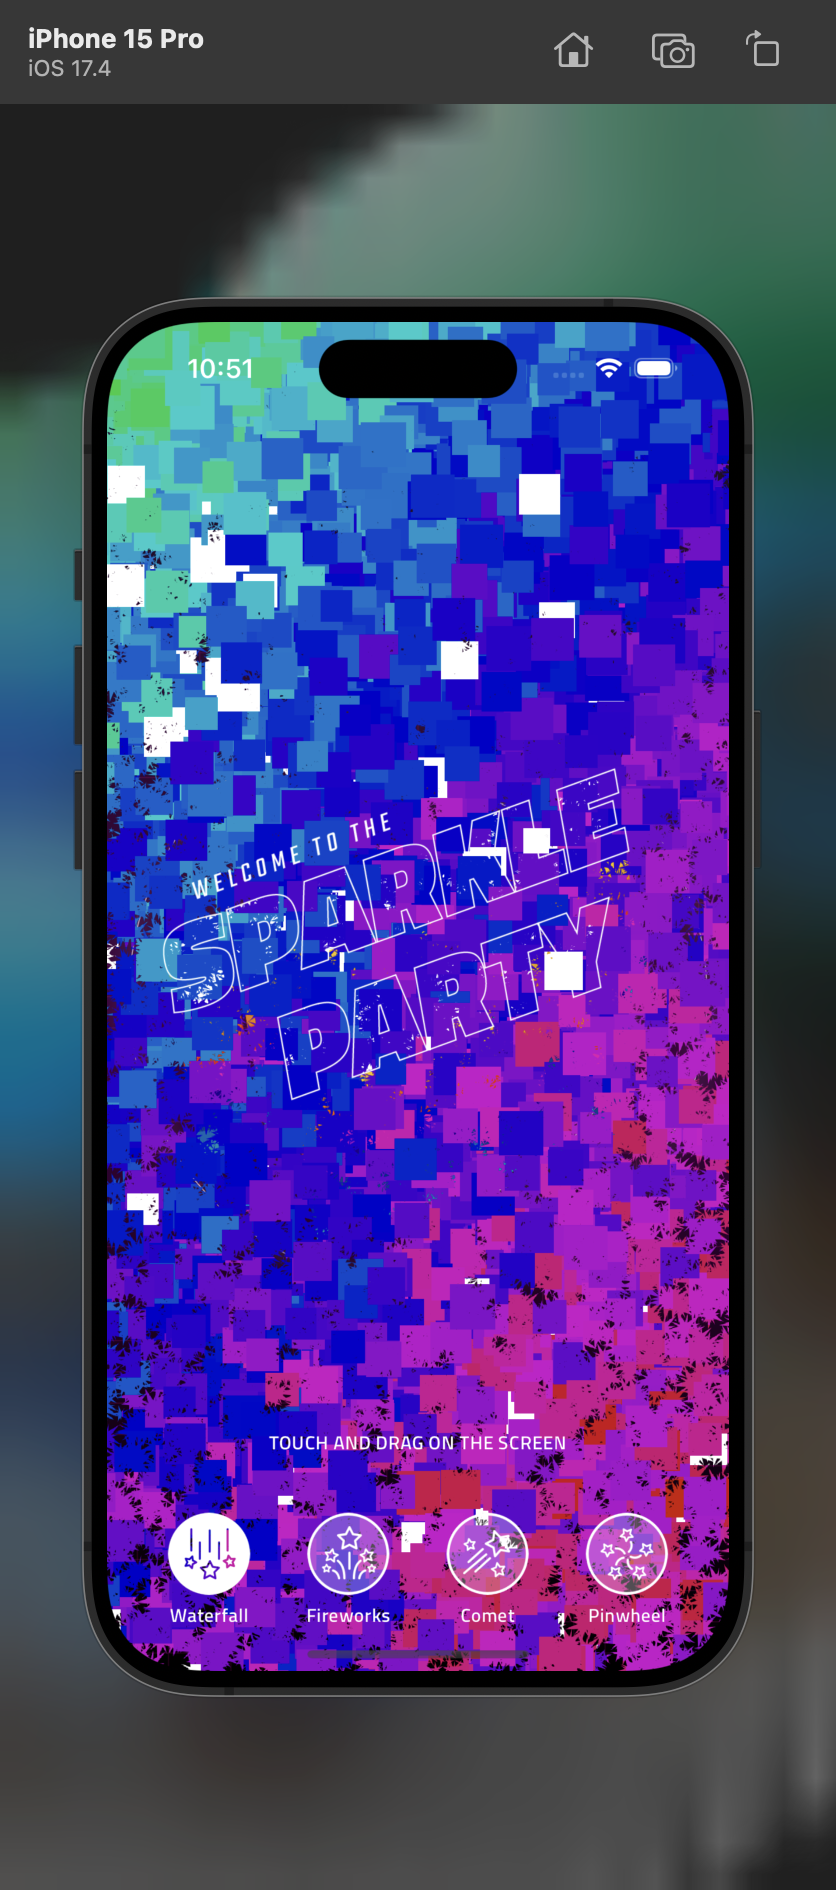 iPhone 15 Pro
iOS 17.4
10:51
WELCOME TO THE
SPARKLE
PARTY
TOUCH AND DRAG ON THE SCREEN
Waterfall
Fireworks
Comet
Pinwheel